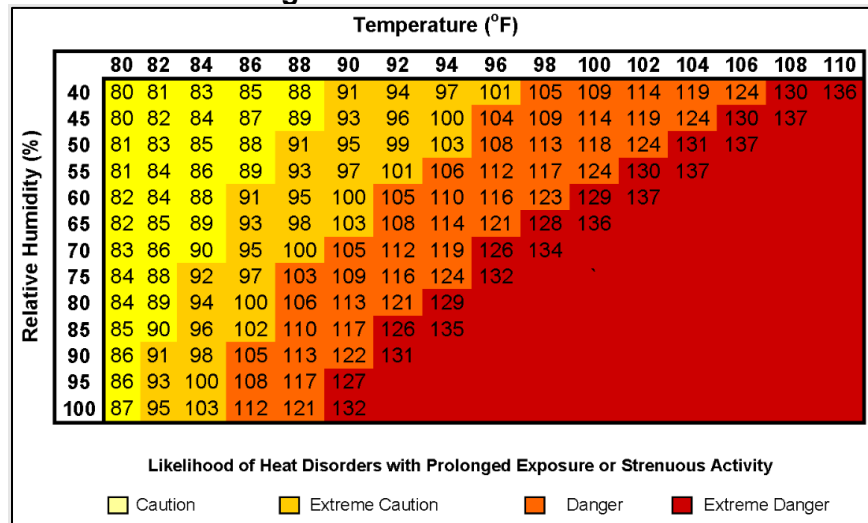 Temperature (°F)
80 82 84 86 88 90 92 94 96 98 100 102 104 106 108 110
40 80 81 83 85 88 91 94 97 101 105 109 114 119 124 130 136
45 80 82 84 87 89 93 96 100 104 109 114 119 124 130 137
50 81 83 85 88 91 95 99 103 108 113 118 124 131 137
55 81 84 86 89 93 97 101 106 112 117 124 130 137
60 82 84 88 91 95 100 105 110 116 123 129 137
65 82 85 89 93 98 103 108 114 121 128 136
70 83 86 90 95 100 105 112 119 126 134
75 84 88 92 97 103 109 116 124 132
80 84 89 94 100 106 113 121 129
85 85 90 96 102 110 117 126 135
90 86 91 98 105 113 122 131
95 86 93 100 108 117 127
100 87 95 103 112 121 132
Relative Humidity (%)
Likelihood of Heat Disorders with Prolonged Exposure or Strenuous Activity
Caution Extreme Caution Danger Extreme Danger